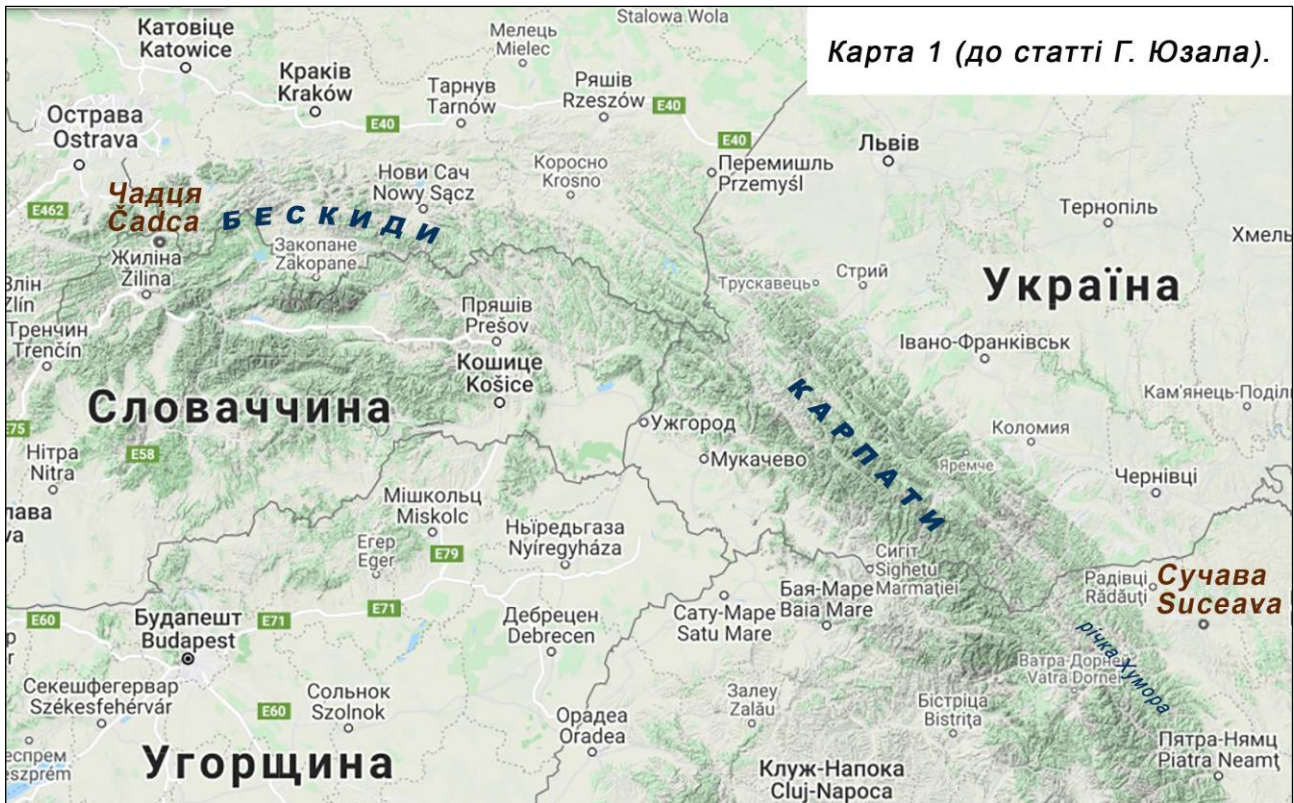 Карта 1 (до статті Г. Юзала).
Stalowa Wola
Катовіце
Katowice
Мелець
Mielec
Краків
Kraków
Тарнув
Tarnów
Ряшів
Rzeszów
E40
Острава
Ostrava
E40
E40
Львів
Перемишль
Przemyśl
Коросно
Krosno
Нови Сач
Nowy Sącz
Чадця
Čadca
E462
БЕСКИДИ
Тернопіль
Хмель
Закопане
Zakopane
Жиліна
Žilina
Злін
Zlín
Трускавець
Стрий
Україна
Пряшів
Prešov
Тренчин
Trenčín
Івано-Франківськ
Кошице
Košice
КАРПАТИ
Словаччина
Кам'янець-Поділ
E75
Ужгород
Коломия
Нітра
Nitra
E58
Мукачево
Яремче
Чернівці
лава
va
Мішкольц
Miskolc
Ньїредьгаза
Nyíregyháza
Егер
Eger
E79
Сигіт
Sighetu
Marmației
Радівці
Rădăuți
Сучава
Suceava
Бая-Маре
Baia Mare
Сату-Маре
Satu Mare
E60
Будапешт
Budapest
E71
E71
Дебрецен
Debrecen
річка Хумора
Ватра-Дорней
Vatra Dornei
Секешфегервар
Székesfehérvár
Сольнок
Szolnok
E60
Залеу
Zalău
Бістріца
Bistrița
Орадеа
Oradea
еспрем
eszprém
Угорщина
Пятра-Нямц
Piatra Neamț
Клуж-Напока
Cluj-Napoca